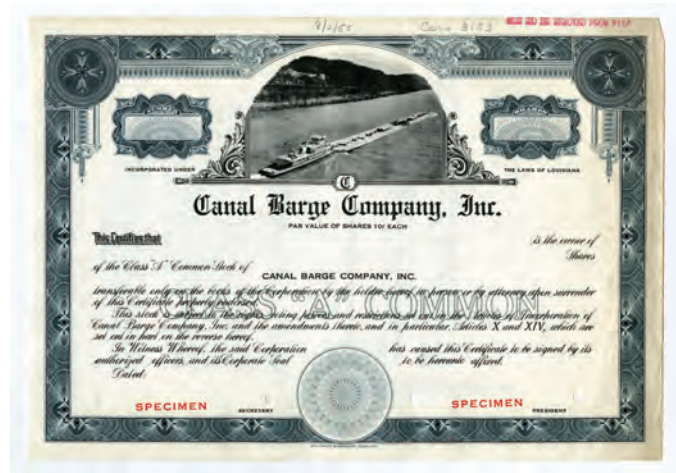 9/2/55
INCORPORATED UNDER
THE LAWS OF LOUISIANA
C
Canal Barge Company, Inc.
PAR VALUE OF SHARES 10¢ EACH
This Certifies that
is the owner of
Shares
of the Class "A" Common Stock of
CANAL BARGE COMPANY, INC.
CLASS "A" COMMON
transferable only on the books of the Corporation by the holder hereof in person or by attorney upon surrender
of this Certificate properly endorsed.
This stock is subject to the rights, voting powers and restrictions set out in the Articles of Incorporation of
Canal Barge Company, Inc. and the amendments thereto, and in particular, Articles X and XIV, which are
set out in part on the reverse hereof.
In Witness Whereof, the said Corporation has caused this Certificate to be signed by its
authorized officers, and its Corporate Seal to be hereunto affixed.
Dated:
SPECIMEN
SECRETARY
SPECIMEN
PRESIDENT